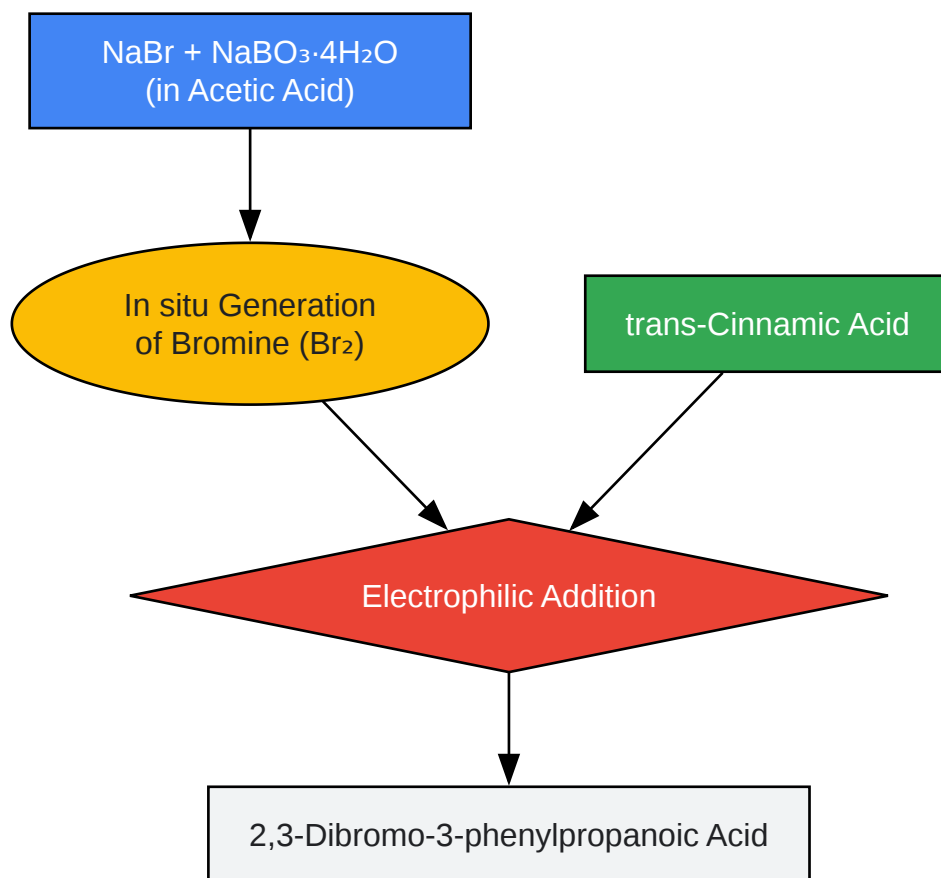 NaBr + NaBO₃·4H₂O
(in Acetic Acid)
In situ Generation
of Bromine (Br₂)
trans-Cinnamic Acid
Electrophilic Addition
2,3-Dibromo-3-phenylpropanoic Acid